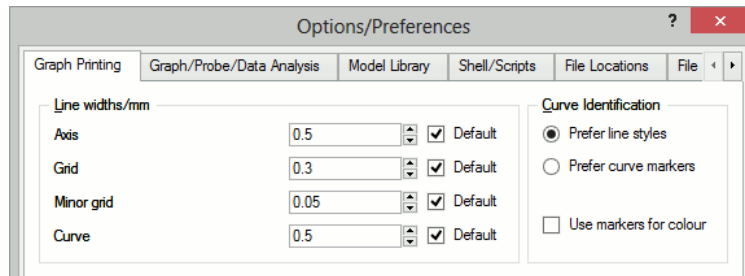 Options/Preferences ? ×
Graph Printing Graph/Probe/Data Analysis Model Library Shell/Scripts File Locations File
Line widths/mm
Axis 0.5 Default
Grid 0.3 Default
Minor grid 0.05 Default
Curve 0.5 Default
Curve Identification
Prefer line styles
Prefer curve markers
Use markers for colour